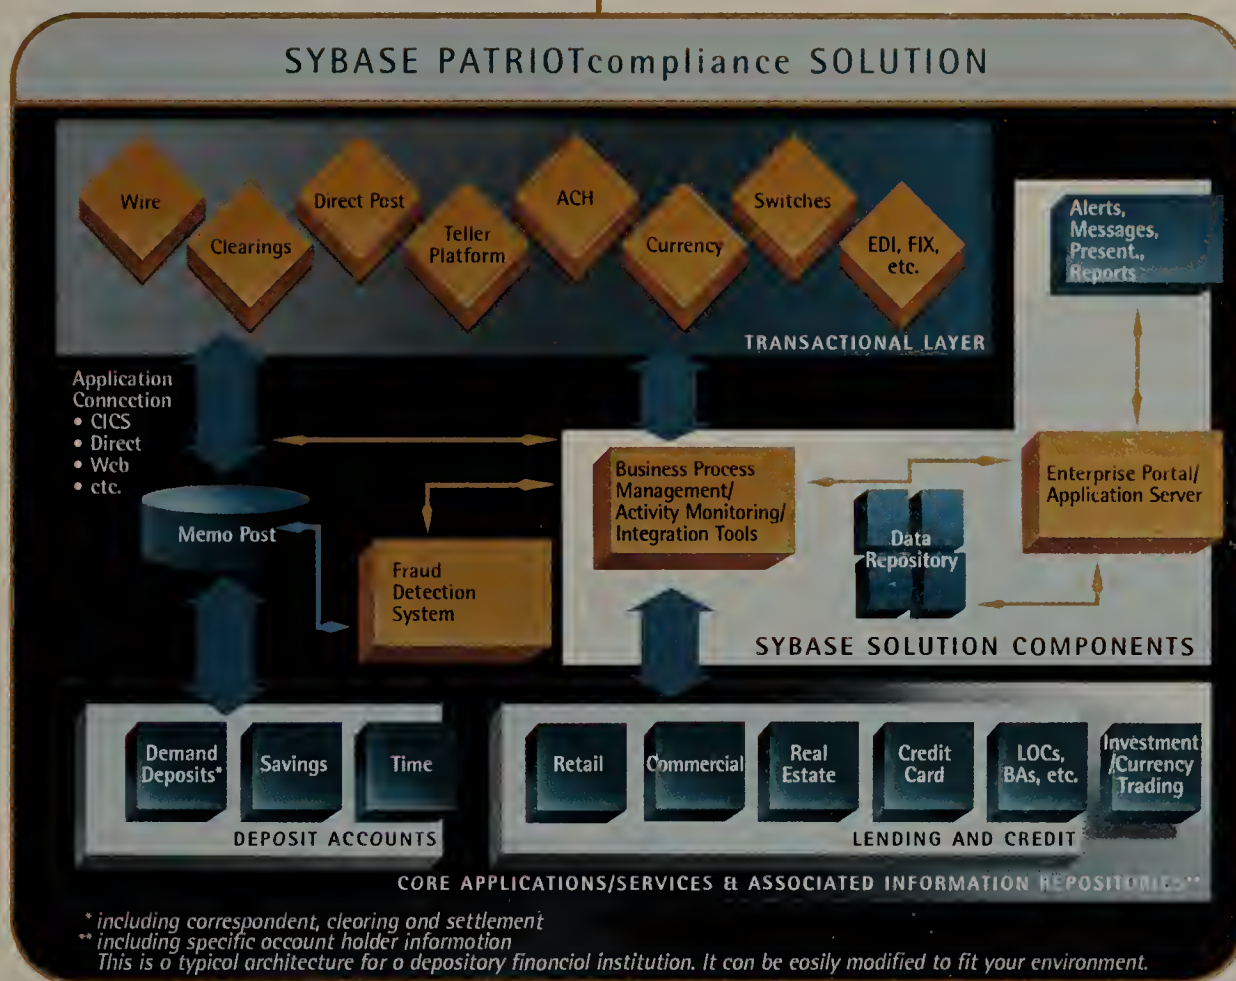 SYBASE PATRIOTcompliance SOLUTION
Wire
Clearings
Direct Post
Teller
Platform
ACH
Currency
Switches
EDI, FIX,
etc.
TRANSACTIONAL LAYER
Alerts,
Messages,
Present.,
Reports
Application
Connection
• CICS
• Direct
• Web
• etc.
Memo Post
Fraud
Detection
System
Business Process
Management/
Activity Monitoring/
Integration Tools
Data
Repository
Enterprise Portal/
Application Server
SYBASE SOLUTION COMPONENTS
Demand
Deposits*
Savings
Time
DEPOSIT ACCOUNTS
Retail
Commercial
Real
Estate
Credit
Card
LOCs,
BAs, etc.
Investment
/Currency
Trading
LENDING AND CREDIT
CORE APPLICATIONS/SERVICES & ASSOCIATED INFORMATION REPOSITORIES**
* including correspondent, clearing and settlement
** including specific account holder information
This is a typical architecture for a depository financial institution. It can be easily modified to fit your environment.